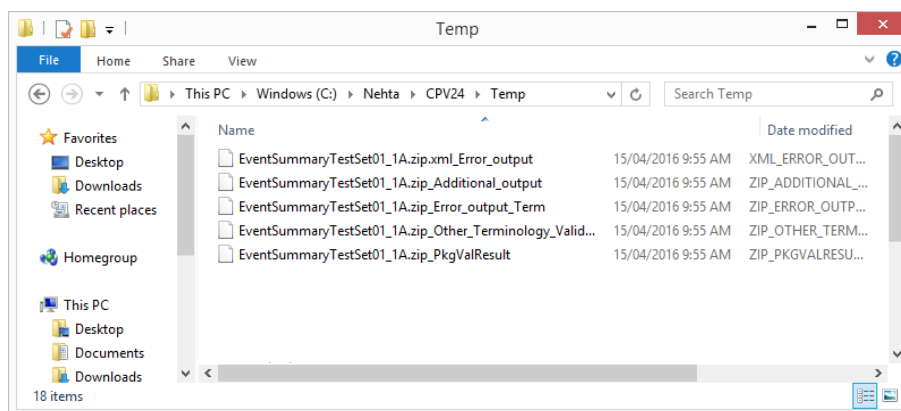 Temp
File Home Share View
This PC Windows (C:) Nehta CPV24 Temp Search Temp
Favorites
Desktop
Downloads
Recent places
Homegroup
This PC
Desktop
Documents
Downloads
Name Date modified
EventSummaryTestSet01_1A.zip.xml_Error_output 15/04/2016 9:55 AM XML_ERROR_OUT...
EventSummaryTestSet01_1A.zip_Additional_output 15/04/2016 9:55 AM ZIP_ADDITIONAL_...
EventSummaryTestSet01_1A.zip_Error_output_Term 15/04/2016 9:55 AM ZIP_ERROR_OUTP...
EventSummaryTestSet01_1A.zip_Other_Terminology_Valid... 15/04/2016 9:55 AM ZIP_OTHER_TERM...
EventSummaryTestSet01_1A.zip_PkgValResult 15/04/2016 9:55 AM ZIP_PKGVALRESU...
18 items